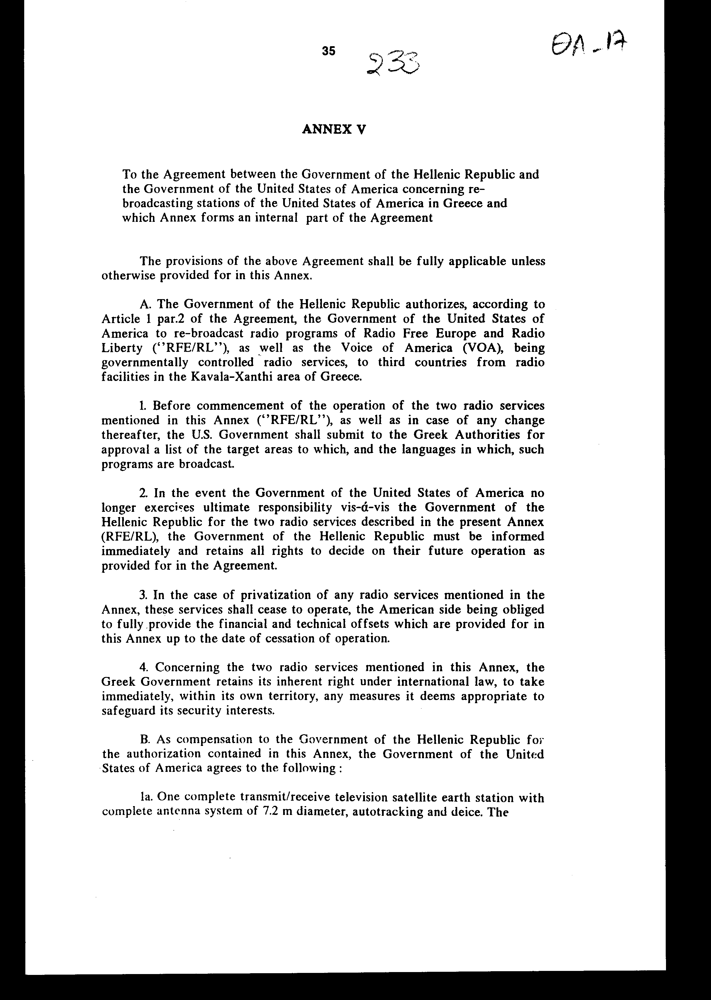 35
233
ΘΛ-17
ANNEX V
To the Agreement between the Government of the Hellenic Republic and
the Government of the United States of America concerning re-
broadcasting stations of the United States of America in Greece and
which Annex forms an internal part of the Agreement
The provisions of the above Agreement shall be fully applicable unless
otherwise provided for in this Annex.
A. The Government of the Hellenic Republic authorizes, according to
Article 1 par.2 of the Agreement, the Government of the United States of
America to re-broadcast radio programs of Radio Free Europe and Radio
Liberty (‘’RFE/RL’’), as well as the Voice of America (VOA), being
governmentally controlled radio services, to third countries from radio
facilities in the Kavala-Xanthi area of Greece.
1. Before commencement of the operation of the two radio services
mentioned in this Annex (‘’RFE/RL’’), as well as in case of any change
thereafter, the U.S. Government shall submit to the Greek Authorities for
approval a list of the target areas to which, and the languages in which, such
programs are broadcast.
2. In the event the Government of the United States of America no
longer exercises ultimate responsibility vis-á-vis the Government of the
Hellenic Republic for the two radio services described in the present Annex
(RFE/RL), the Government of the Hellenic Republic must be informed
immediately and retains all rights to decide on their future operation as
provided for in the Agreement.
3. In the case of privatization of any radio services mentioned in the
Annex, these services shall cease to operate, the American side being obliged
to fully provide the financial and technical offsets which are provided for in
this Annex up to the date of cessation of operation.
4. Concerning the two radio services mentioned in this Annex, the
Greek Government retains its inherent right under international law, to take
immediately, within its own territory, any measures it deems appropriate to
safeguard its security interests.
B. As compensation to the Government of the Hellenic Republic for
the authorization contained in this Annex, the Government of the United
States of America agrees to the following :
1a. One complete transmit/receive television satellite earth station with
complete antenna system of 7.2 m diameter, autotracking and deice. The